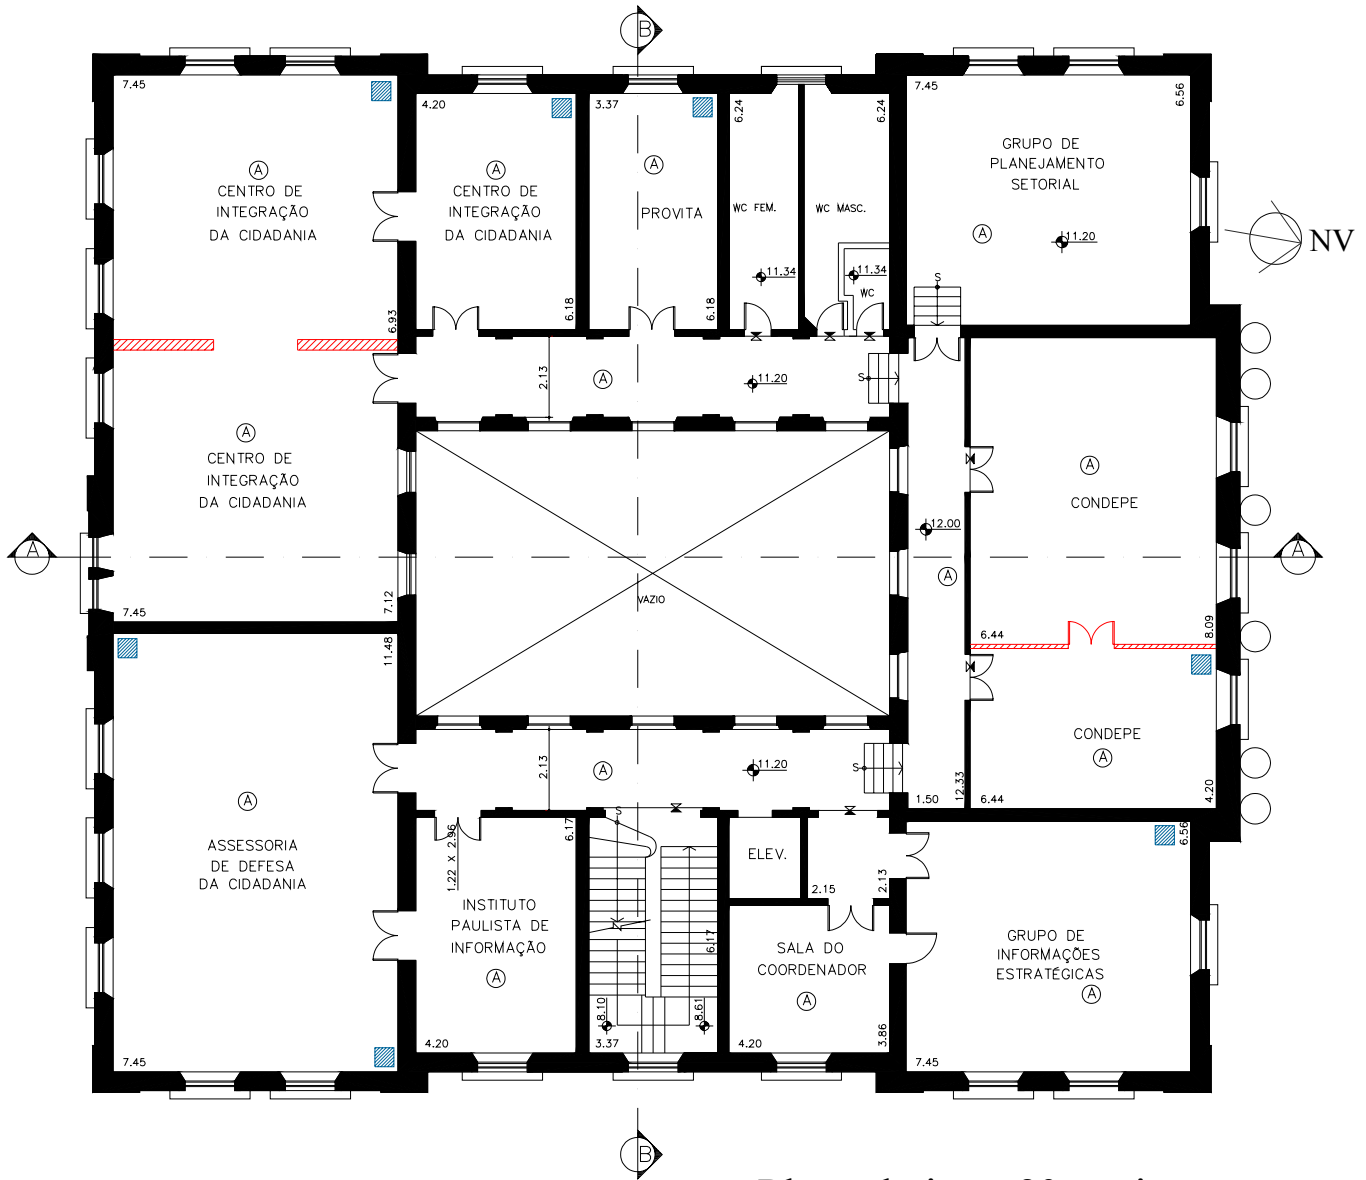 B
7.45
4.20
3.37
6.24
6.24
7.45
6.56
A
CENTRO DE
INTEGRAÇÃO
DA CIDADANIA
A
CENTRO DE
INTEGRAÇÃO
DA CIDADANIA
A
PROVITA
WC FEM.
WC MASC.
GRUPO DE
PLANEJAMENTO
SETORIAL
A
11.20
NV
11.34
11.34
WC
S
6.93
6.18
6.18
2.13
A
11.20
S
A
CENTRO DE
INTEGRAÇÃO
DA CIDADANIA
A
CONDEPE
12.00
A
A
A
VAZIO
7.45
7.12
6.44
8.09
11.48
CONDEPE
A
2.13
A
11.20
S
1.50
12.33
6.44
4.20
A
ASSESSORIA
DE DEFESA
DA CIDADANIA
1.22 X 2.96
6.17
S
ELEV.
2.15
2.13
6.56
INSTITUTO
PAULISTA DE
INFORMAÇÃO
A
6.17
SALA DO
COORDENADOR
A
GRUPO DE
INFORMAÇÕES
ESTRATÉGICAS
A
8.10
8.61
7.45
4.20
3.37
4.20
3.86
7.45
B